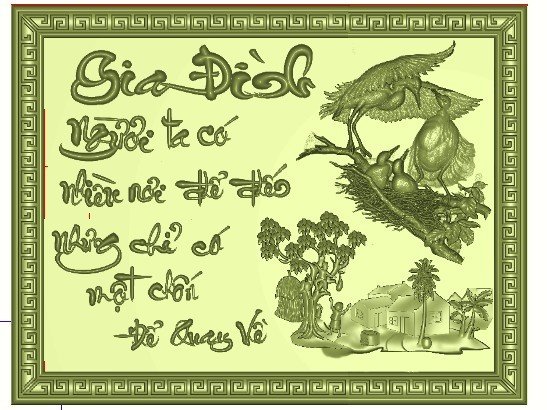 Gia Đình
Người ta có
nhiều nơi để đến
nhưng chỉ có
một chốn
Để Quay Về